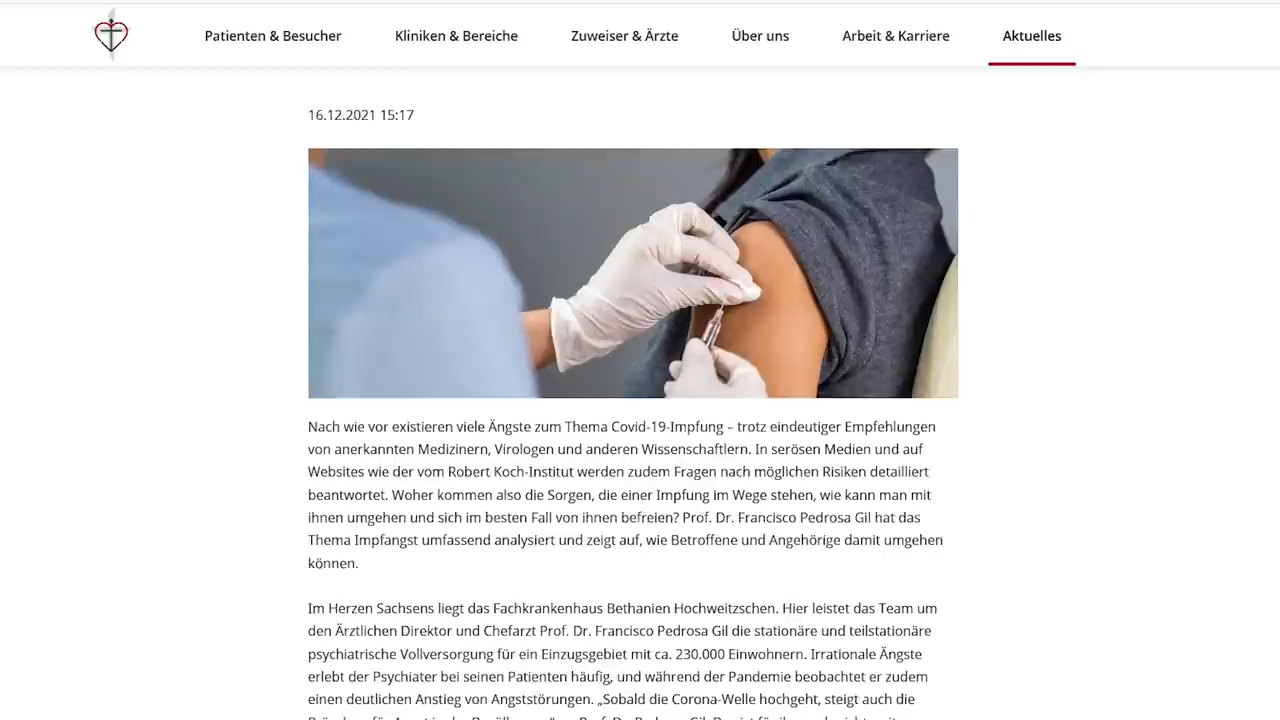 Patienten & Besucher
Kliniken & Bereiche
Zuweiser & Ärzte
Über uns
Arbeit & Karriere
Aktuelles
16.12.2021 15:17
Nach wie vor existieren viele Ängste zum Thema Covid-19-Impfung – trotz eindeutiger Empfehlungen
von anerkannten Medizinern, Virologen und anderen Wissenschaftlern. In serösen Medien und auf
Websites wie der vom Robert Koch-Institut werden zudem Fragen nach möglichen Risiken detailliert
beantwortet. Woher kommen also die Sorgen, die einer Impfung im Wege stehen, wie kann man mit
ihnen umgehen und sich im besten Fall von ihnen befreien? Prof. Dr. Francisco Pedrosa Gil hat das
Thema Impfangst umfassend analysiert und zeigt auf, wie Betroffene und Angehörige damit umgehen
können.
Im Herzen Sachsens liegt das Fachkrankenhaus Bethanien Hochweitzschen. Hier leistet das Team um
den Ärztlichen Direktor und Chefarzt Prof. Dr. Francisco Pedrosa Gil die stationäre und teilstationäre
psychiatrische Vollversorgung für ein Einzugsgebiet mit ca. 230.000 Einwohnern. Irrationale Ängste
erlebt der Psychiater bei seinen Patienten häufig, und während der Pandemie beobachtet er zudem
einen deutlichen Anstieg von Angststörungen. „Sobald die Corona-Welle hochgeht, steigt auch die